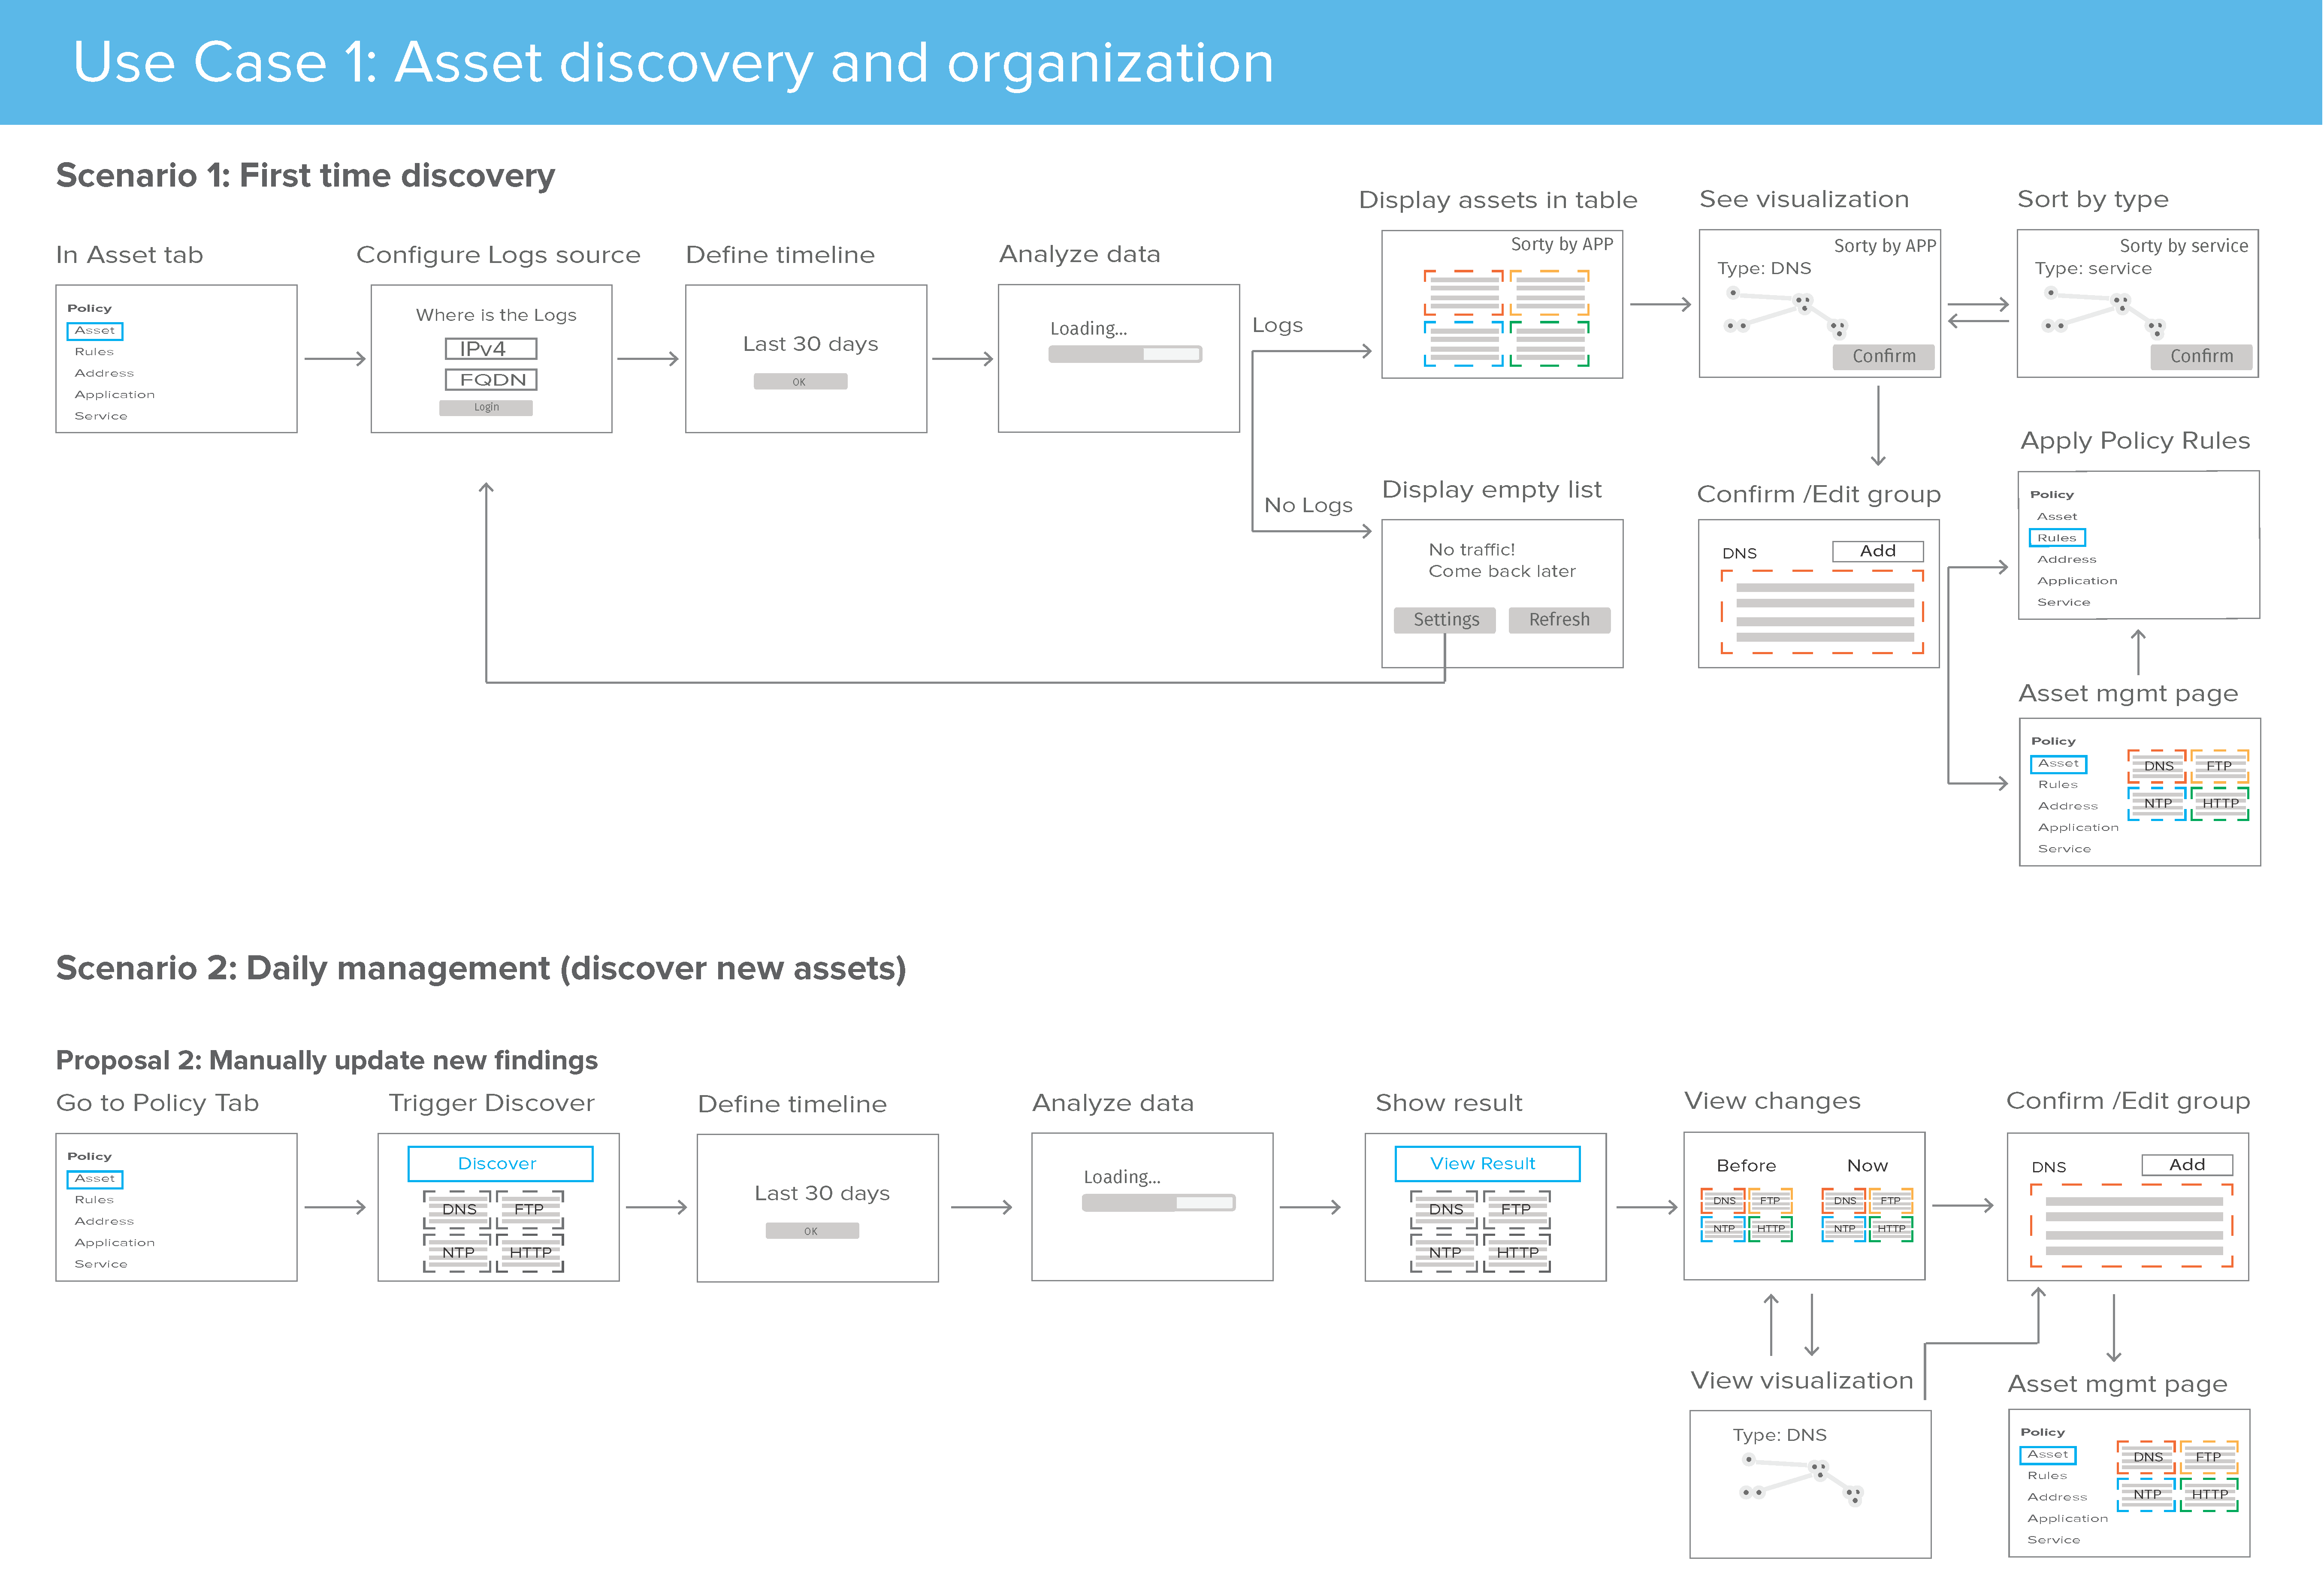 Use Case 1: Asset discovery and organization
Scenario 1: First time discovery
In Asset tab
Policy
Asset
Rules
Address
Application
Service
Configure Logs source
Where is the Logs
IPv4
FQDN
Login
Define timeline
Last 30 days
OK
Analyze data
Loading...
Logs
No Logs
Display assets in table
Sorty by APP
See visualization
Sorty by APP
Type: DNS
Confirm
Sort by type
Sorty by service
Type: service
Confirm
Display empty list
No traffic!
Come back later
Settings
Refresh
Confirm /Edit group
DNS
Add
Apply Policy Rules
Policy
Asset
Rules
Address
Application
Service
Asset mgmt page
Policy
Asset
Rules
Address
Application
Service
DNS
FTP
NTP
HTTP
Scenario 2: Daily management (discover new assets)
Proposal 2: Manually update new findings
Go to Policy Tab
Policy
Asset
Rules
Address
Application
Service
Trigger Discover
Discover
DNS
FTP
NTP
HTTP
Define timeline
Last 30 days
OK
Analyze data
Loading...
Show result
View Result
DNS
FTP
NTP
HTTP
View changes
Before
DNS
FTP
NTP
HTTP
Now
DNS
FTP
NTP
HTTP
Confirm /Edit group
DNS
Add
View visualization
Type: DNS
Asset mgmt page
Policy
Asset
Rules
Address
Application
Service
DNS
FTP
NTP
HTTP